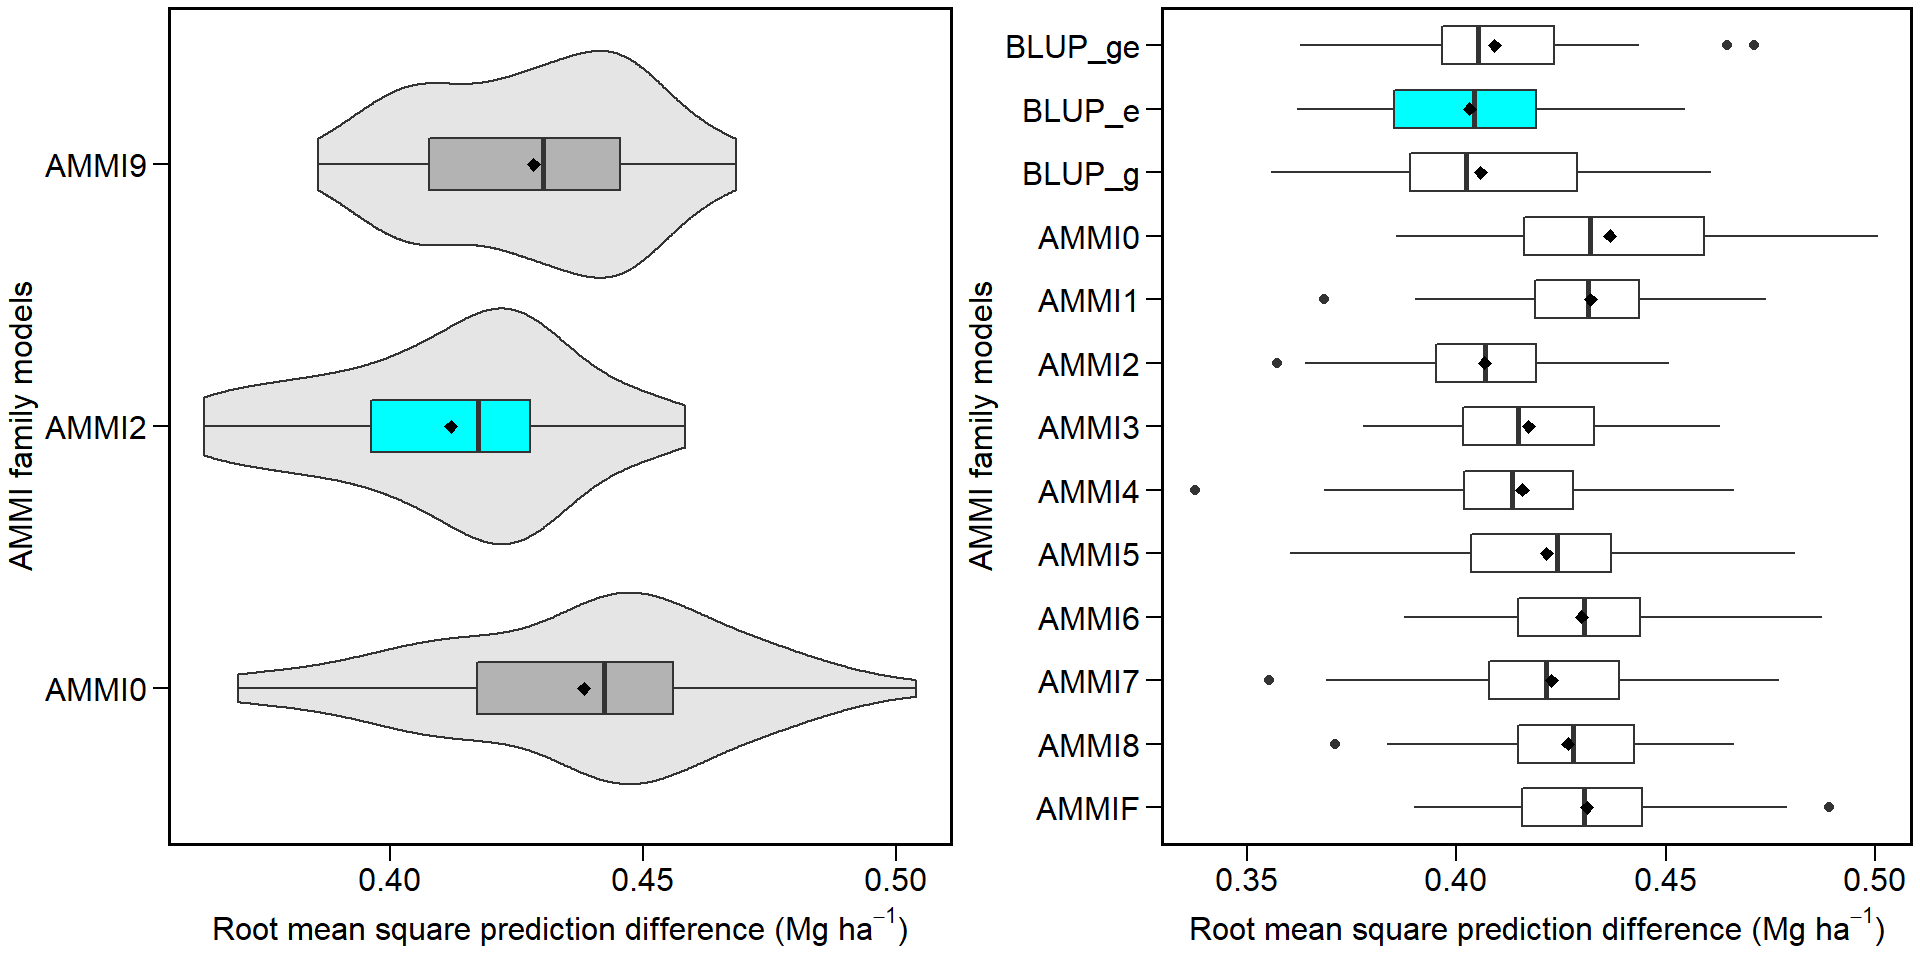 AMMI family models
AMMI9
AMMI2
AMMI0
0.40 0.45 0.50
Root mean square prediction difference (Mg ha⁻¹)
AMMI family models
BLUP_ge
BLUP_e
BLUP_g
AMMI0
AMMI1
AMMI2
AMMI3
AMMI4
AMMI5
AMMI6
AMMI7
AMMI8
AMMIF
0.35 0.40 0.45 0.50
Root mean square prediction difference (Mg ha⁻¹)